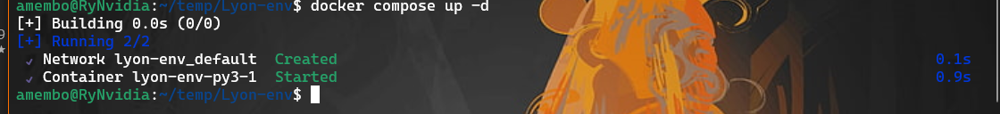 amembo@RyNvidia:~/temp/Lyon-env$ docker compose up -d
[+] Building 0.0s (0/0)
[+] Running 2/2
✓ Network lyon-env_default  Created 0.1s
✓ Container lyon-env-py3-1  Started 0.9s
amembo@RyNvidia:~/temp/Lyon-env$